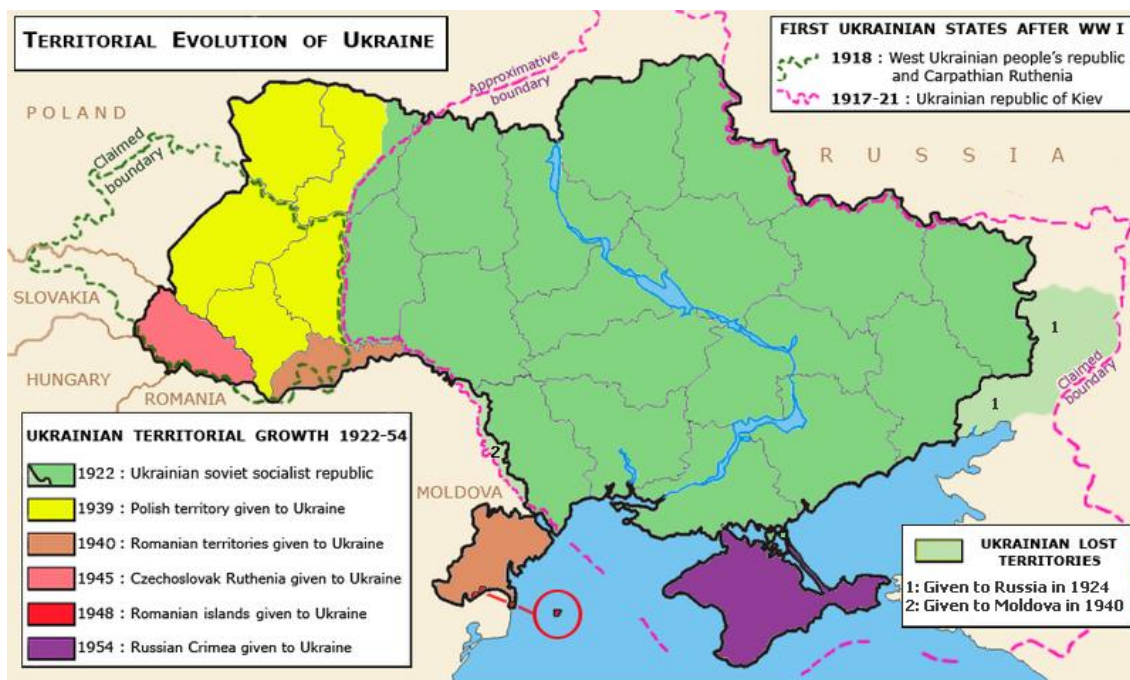 TERRITORIAL EVOLUTION OF UKRAINE
FIRST UKRAINIAN STATES AFTER WW I
1918 : West Ukrainian people's republic
and Carpathian Ruthenia
1917-21 : Ukrainian republic of Kiev
Approximative
boundary
POLAND
Claimed
boundary
RUSSIA
SLOVAKIA
HUNGARY
ROMANIA
1
1
Claimed
boundary
2
MOLDOVA
UKRAINIAN TERRITORIAL GROWTH 1922-54
1922 : Ukrainian soviet socialist republic
1939 : Polish territory given to Ukraine
1940 : Romanian territories given to Ukraine
1945 : Czechoslovak Ruthenia given to Ukraine
1948 : Romanian islands given to Ukraine
1954 : Russian Crimea given to Ukraine
UKRAINIAN LOST
TERRITORIES
1: Given to Russia in 1924
2: Given to Moldova in 1940